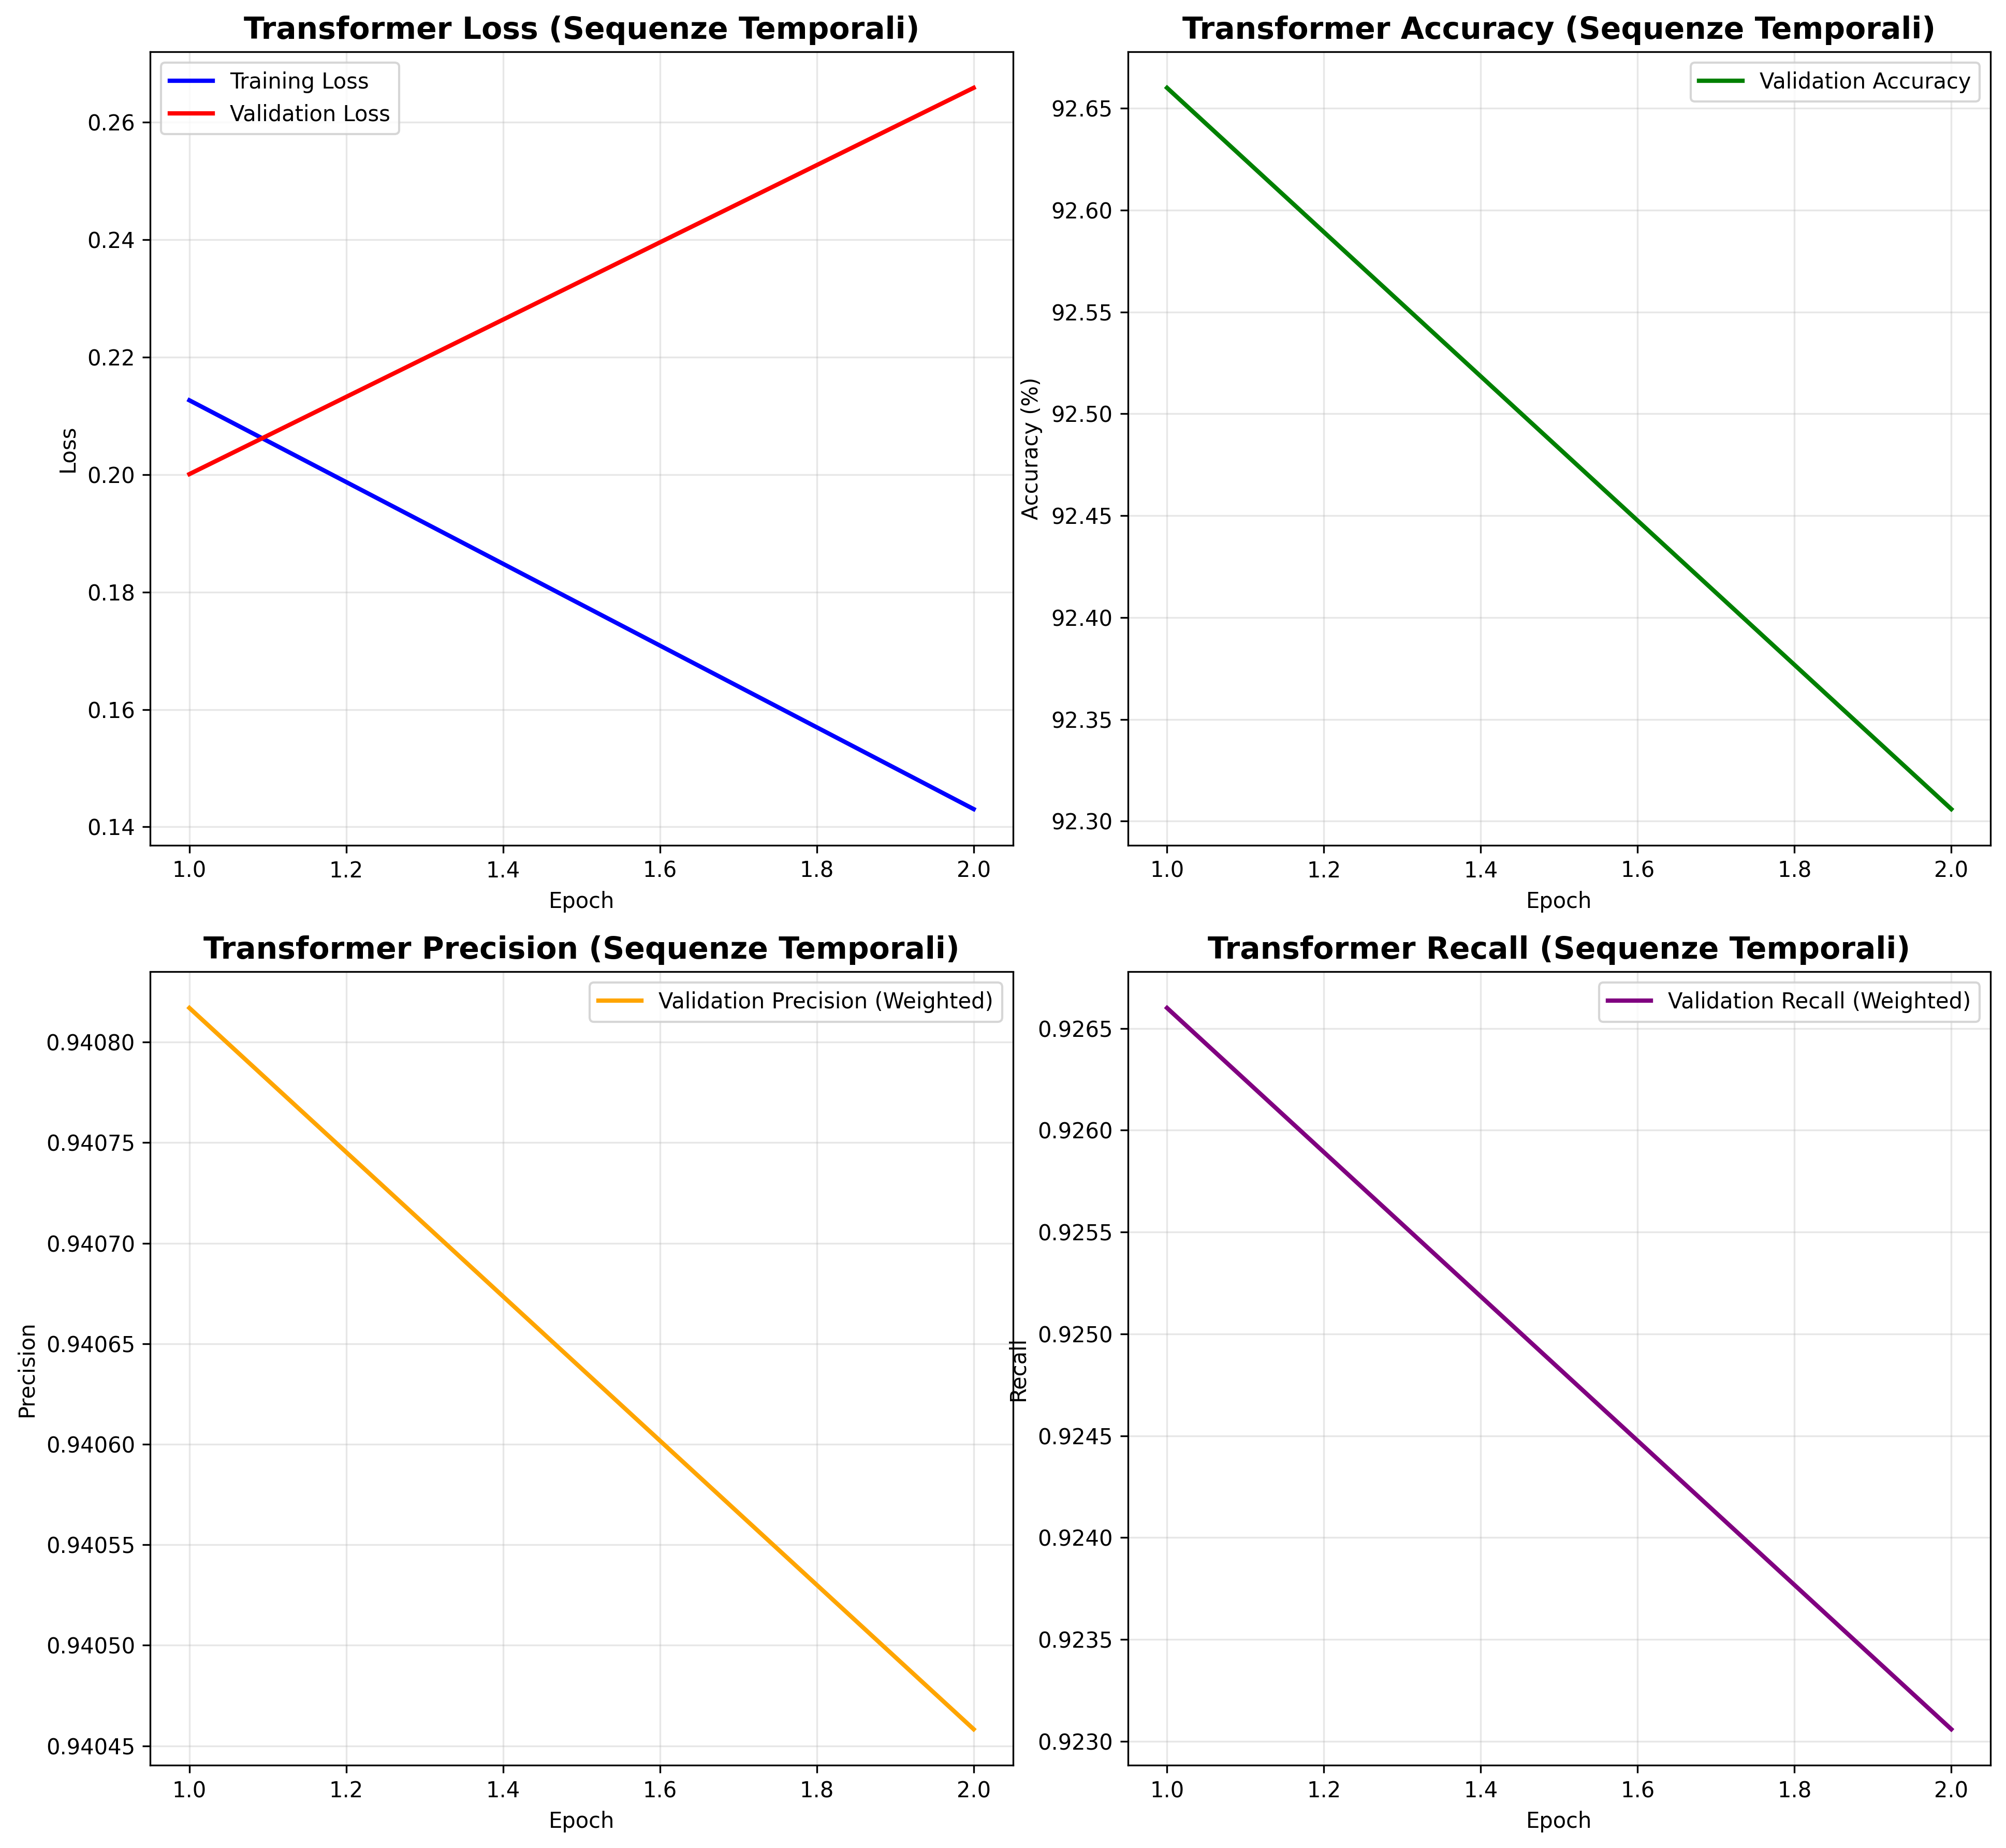 Transformer Loss (Sequenze Temporali)
Training Loss
Validation Loss
0.26
0.24
0.22
0.20
0.18
0.16
0.14
Loss
1.0 1.2 1.4 1.6 1.8 2.0
Epoch
Transformer Accuracy (Sequenze Temporali)
Validation Accuracy
92.65
92.60
92.55
92.50
92.45
92.40
92.35
92.30
Accuracy (%)
1.0 1.2 1.4 1.6 1.8 2.0
Epoch
Transformer Precision (Sequenze Temporali)
Validation Precision (Weighted)
0.94080
0.94075
0.94070
0.94065
0.94060
0.94055
0.94050
0.94045
Precision
1.0 1.2 1.4 1.6 1.8 2.0
Epoch
Transformer Recall (Sequenze Temporali)
Validation Recall (Weighted)
0.9265
0.9260
0.9255
0.9250
0.9245
0.9240
0.9235
0.9230
Recall
1.0 1.2 1.4 1.6 1.8 2.0
Epoch